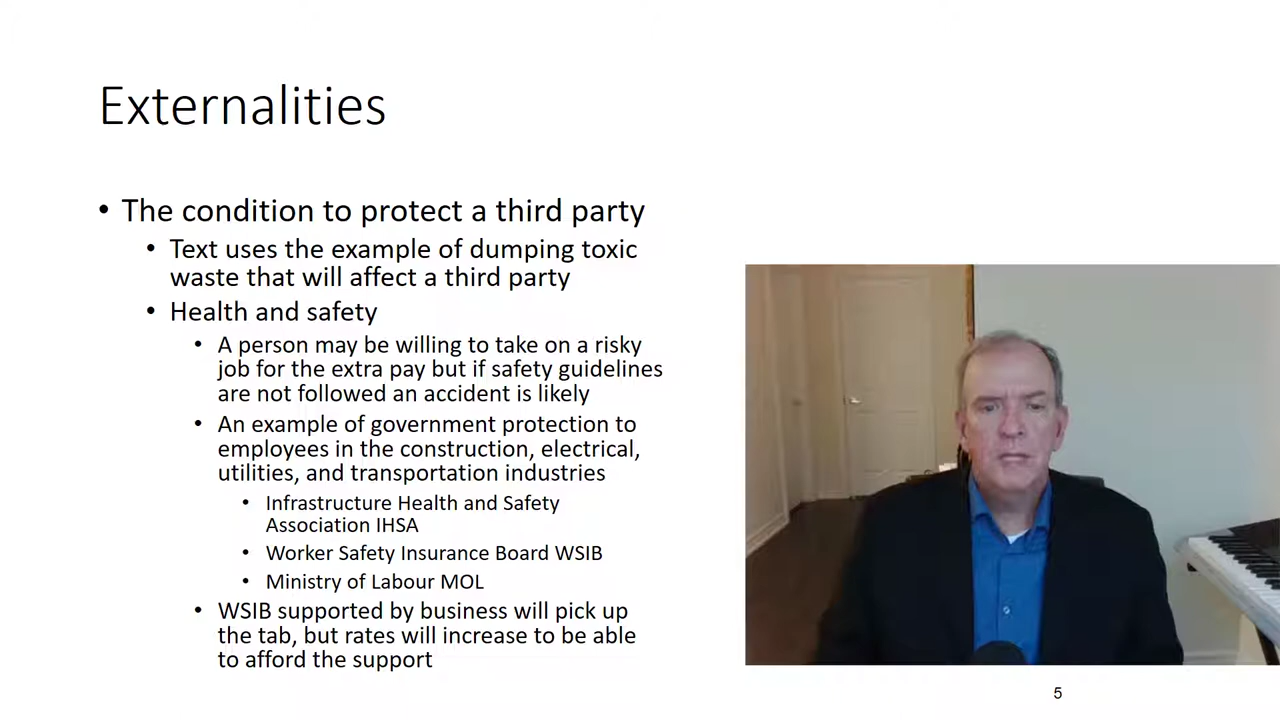 Externalities
• The condition to protect a third party
• Text uses the example of dumping toxic
waste that will affect a third party
• Health and safety
• A person may be willing to take on a risky
job for the extra pay but if safety guidelines
are not followed an accident is likely
• An example of government protection to
employees in the construction, electrical,
utilities, and transportation industries
• Infrastructure Health and Safety
Association IHSA
• Worker Safety Insurance Board WSIB
• Ministry of Labour MOL
• WSIB supported by business will pick up
the tab, but rates will increase to be able
to afford the support
5